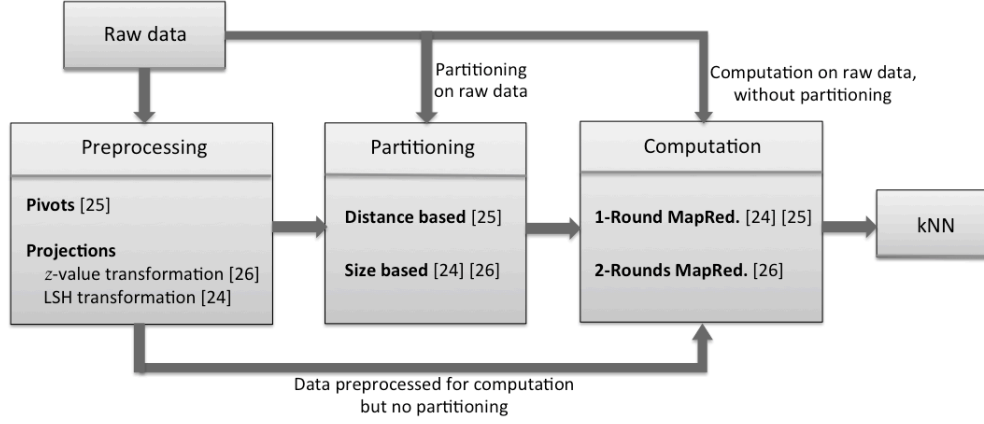 Raw data
Partitioning
on raw data
Computation on raw data,
without partitioning
Preprocessing
Pivots [25]
Projections
z-value transformation [26]
LSH transformation [24]
Partitioning
Distance based [25]
Size based [24] [26]
Computation
1-Round MapRed. [24] [25]
2-Rounds MapRed. [26]
kNN
Data preprocessed for computation
but no partitioning